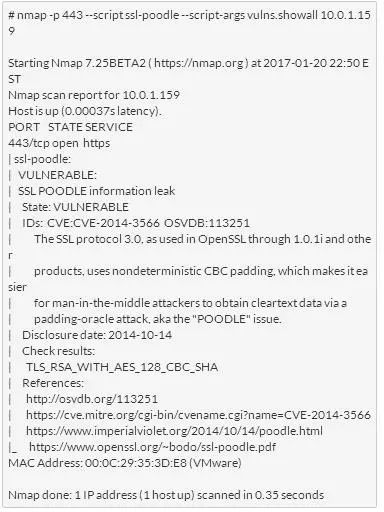 # nmap -p 443 --script ssl-poodle --script-args vulns.showall 10.0.1.15
9
Starting Nmap 7.25BETA2 ( https://nmap.org ) at 2017-01-20 22:50 E
ST
Nmap scan report for 10.0.1.159
Host is up (0.00037s latency).
PORT STATE SERVICE
443/tcp open https
| ssl-poodle:
| VULNERABLE:
| SSL POODLE information leak
| State: VULNERABLE
| IDs: CVE:CVE-2014-3566 OSVDB:113251
| The SSL protocol 3.0, as used in OpenSSL through 1.0.1i and othe
r
| products, uses nondeterministic CBC padding, which makes it ea
sier
| for man-in-the-middle attackers to obtain cleartext data via a
| padding-oracle attack, aka the "POODLE" issue.
| Disclosure date: 2014-10-14
| Check results:
| TLS_RSA_WITH_AES_128_CBC_SHA
| References:
| http://osvdb.org/113251
| https://cve.mitre.org/cgi-bin/cvename.cgi?name=CVE-2014-3566
| https://www.imperialviolet.org/2014/10/14/poodle.html
|_ https://www.openssl.org/~bodo/ssl-poodle.pdf
MAC Address: 00:0C:29:35:3D:E8 (VMware)
Nmap done: 1 IP address (1 host up) scanned in 0.35 seconds